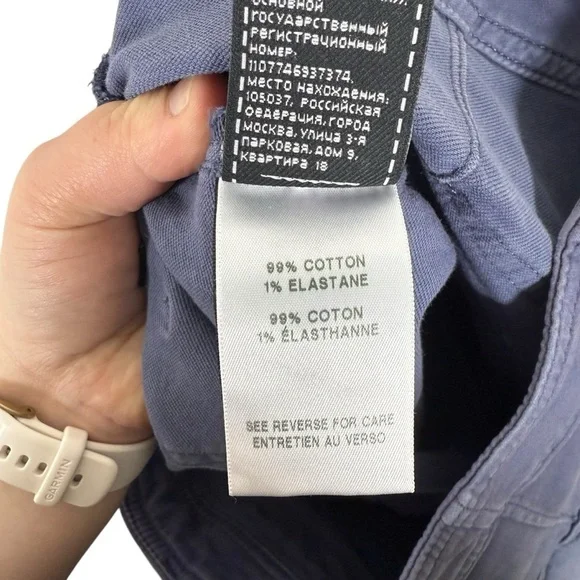 основной
государственный
регистрационный
номер:
1107746937374.
место нахождения:
105037, российская
федерация, город
москва, улица 3-я
парковая, дом 9,
квартира 18
99% COTTON
1% ELASTANE
99% COTON
1% ÉLASTHANNE
SEE REVERSE FOR CARE
ENTRETIEN AU VERSO
GARMIN